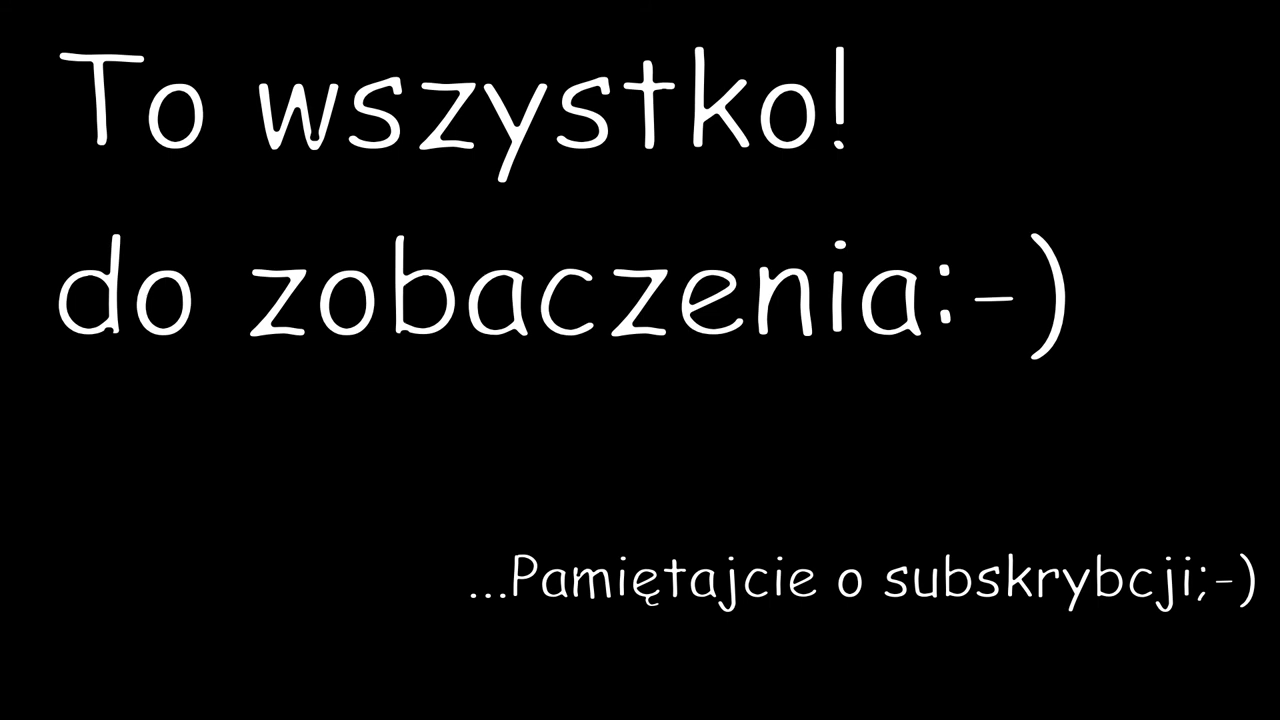 To wszystko!
do zobaczenia:-)
...Pamiętajcie o subskrybcji;-)